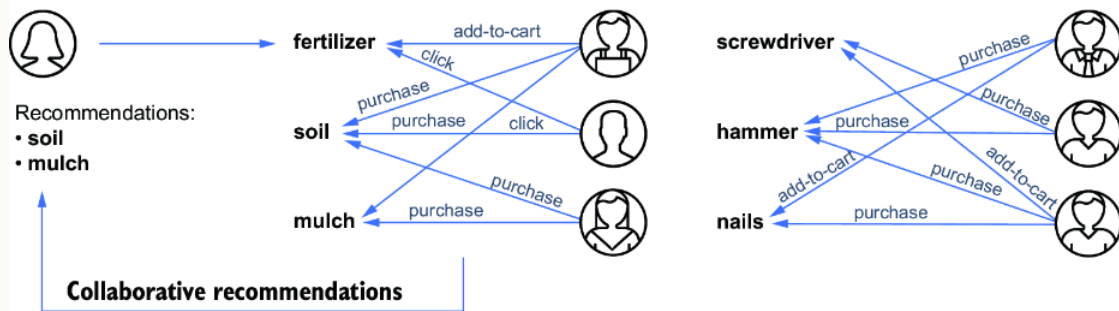 fertilizer
add-to-cart
click
screwdriver
purchase
Recommendations:
• soil
• mulch
purchase
soil
purchase
click
purchase
hammer
purchase
purchase
add-to-cart
add-to-cart
purchase
mulch
purchase
nails
purchase
Collaborative recommendations